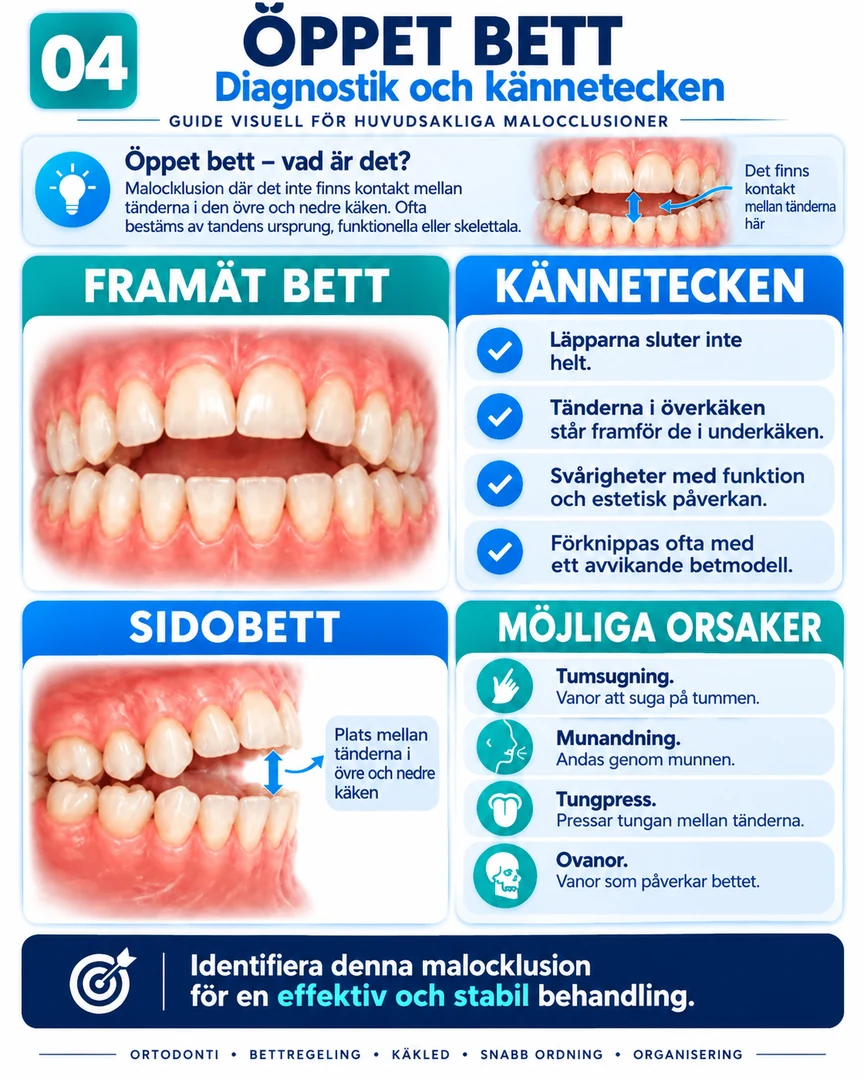 04
ÖPPET BETT
Diagnostik och kännetecken
GUIDE VISUELL FÖR HUVUDSAKLIGA MALOCCLUSIONER
Öppet bett – vad är det?
Malocklusion där det inte finns kontakt mellan
tänderna i den övre och nedre käken. Ofta
bestäms av tandens ursprung, funktionella eller skelettala.
Det finns
kontakt
mellan tänderna
här
FRAMÄT BETT
KÄNNETECKEN
Läpparna sluter inte
helt.
Tänderna i överkäken
står framför de i underkäken.
Svårigheter med funktion
och estetisk påverkan.
Förknippas ofta med
ett avvikande betmodell.
SIDOBETT
Plats mellan
tänderna i
övre och nedre
käken
MÖJLIGA ORSAKER
Tumsugning.
Vanor att suga på tummen.
Munandning.
Andas genom munnen.
Tungpress.
Pressar tungan mellan tänderna.
Ovanor.
Vanor som påverkar bettet.
Identifiera denna malocklusion
för en effektiv och stabil behandling.
ORTODONTI • BETTREGELING • KÄKLED • SNABB ORDNING • ORGANISERING